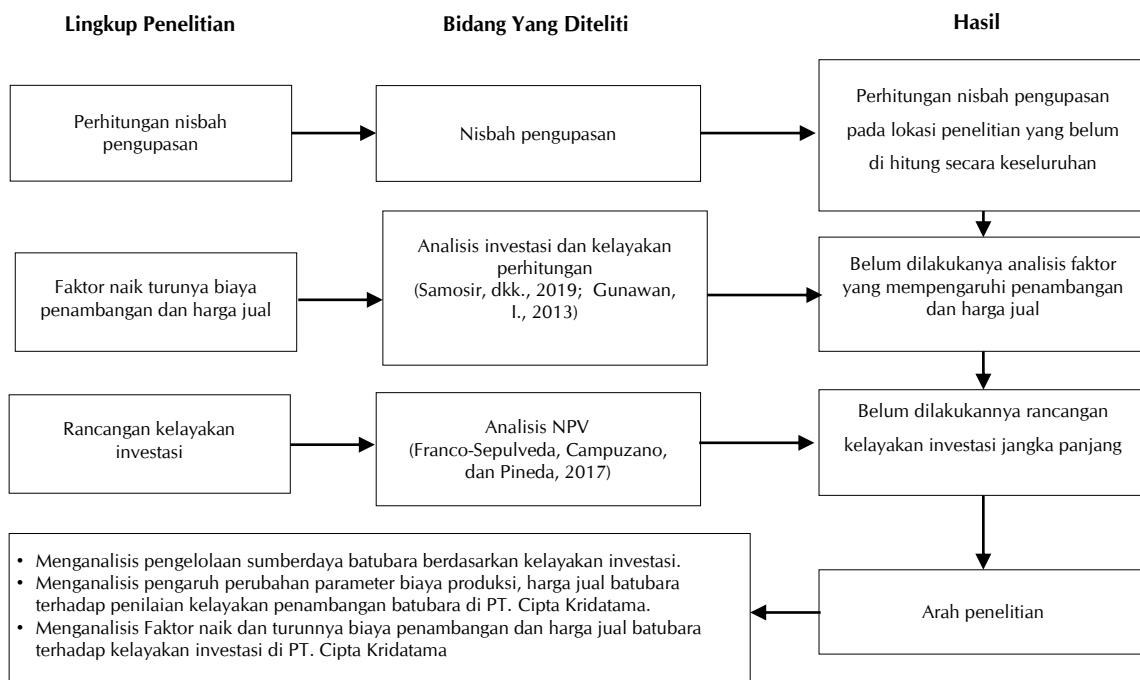 Lingkup Penelitian
Bidang Yang Diteliti
Hasil
Perhitungan nisbah
pengupasan
Nisbah pengupasan
Perhitungan nisbah pengupasan
pada lokasi penelitian yang belum
di hitung secara keseluruhan
Faktor naik turunya biaya
penambangan dan harga jual
Analisis investasi dan kelayakan
perhitungan
(Samosir, dkk., 2019; Gunawan,
I., 2013)
Belum dilakukanya analisis faktor
yang mempengaruhi penambangan
dan harga jual
Rancangan kelayakan
investasi
Analisis NPV
(Franco-Sepulveda, Campuzano,
dan Pineda, 2017)
Belum dilakukannya rancangan
kelayakan investasi jangka panjang
• Menganalisis pengelolaan sumberdaya batubara berdasarkan kelayakan investasi.
• Menganalisis pengaruh perubahan parameter biaya produksi, harga jual batubara
terhadap penilaian kelayakan penambangan batubara di PT. Cipta Kridatama.
• Menganalisis Faktor naik dan turunnya biaya penambangan dan harga jual batubara
terhadap kelayakan investasi di PT. Cipta Kridatama
Arah penelitian